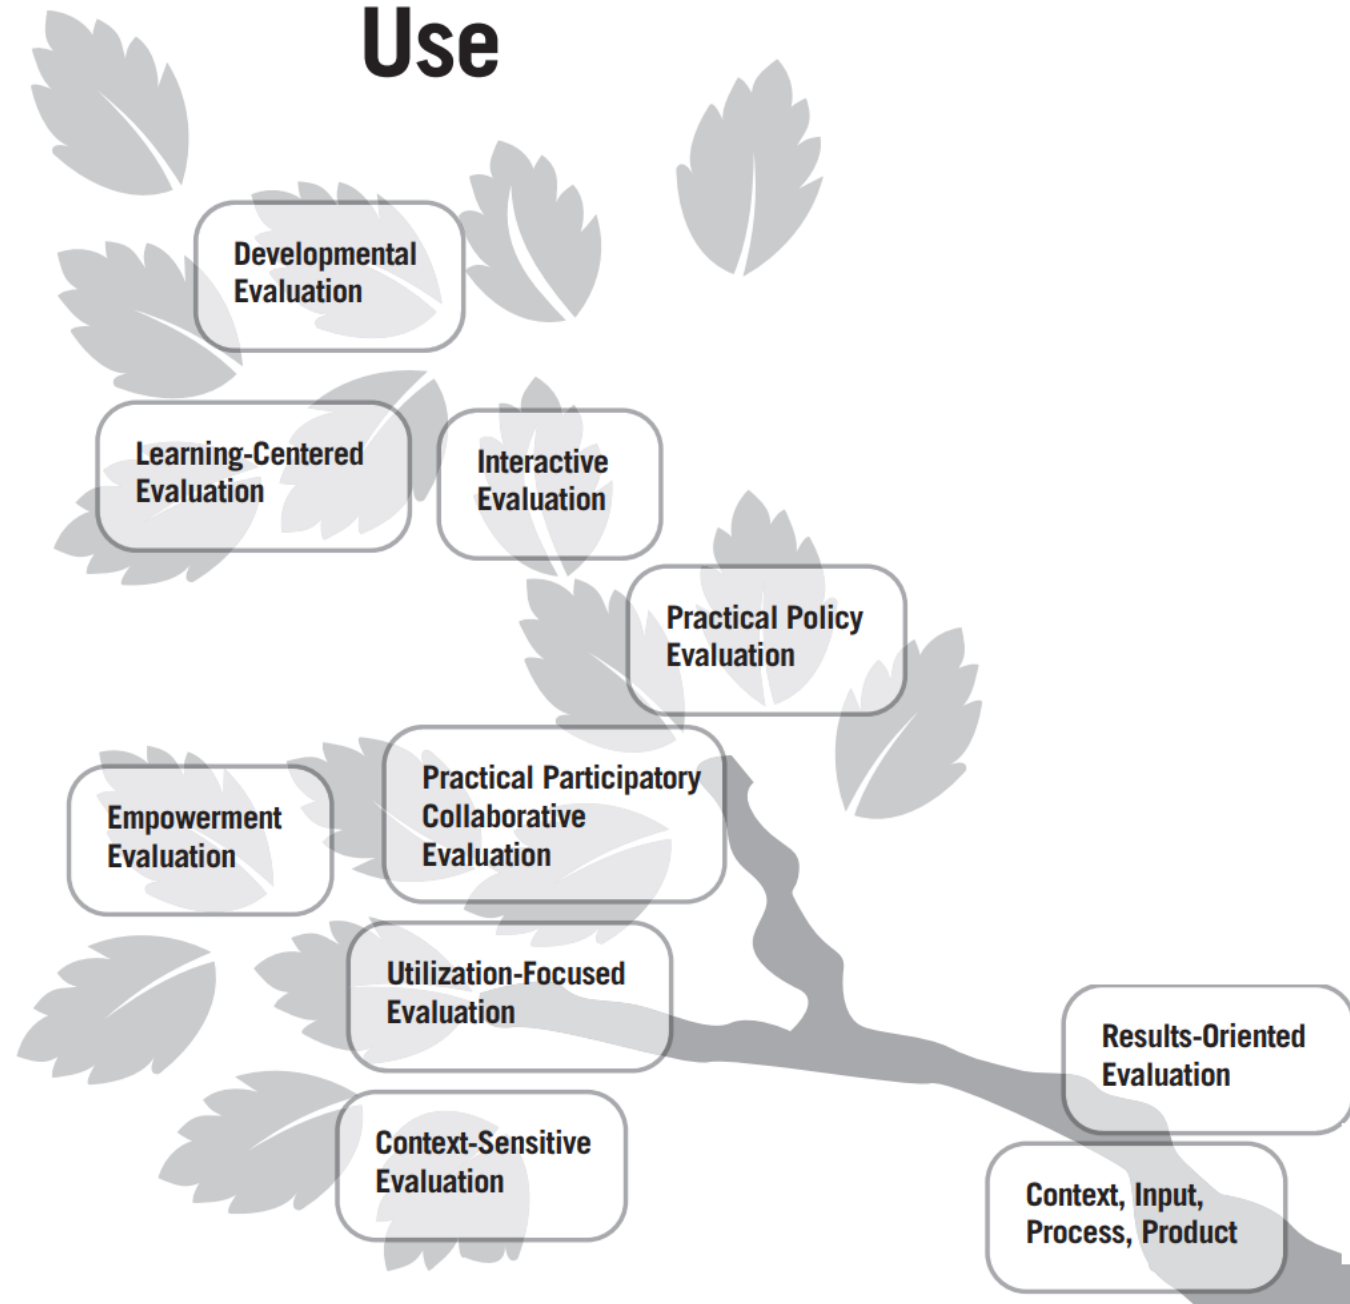 Use
Developmental
Evaluation
Learning-Centered
Evaluation
Interactive
Evaluation
Practical Policy
Evaluation
Practical Participatory
Collaborative
Evaluation
Empowerment
Evaluation
Utilization-Focused
Evaluation
Results-Oriented
Evaluation
Context-Sensitive
Evaluation
Context, Input,
Process, Product